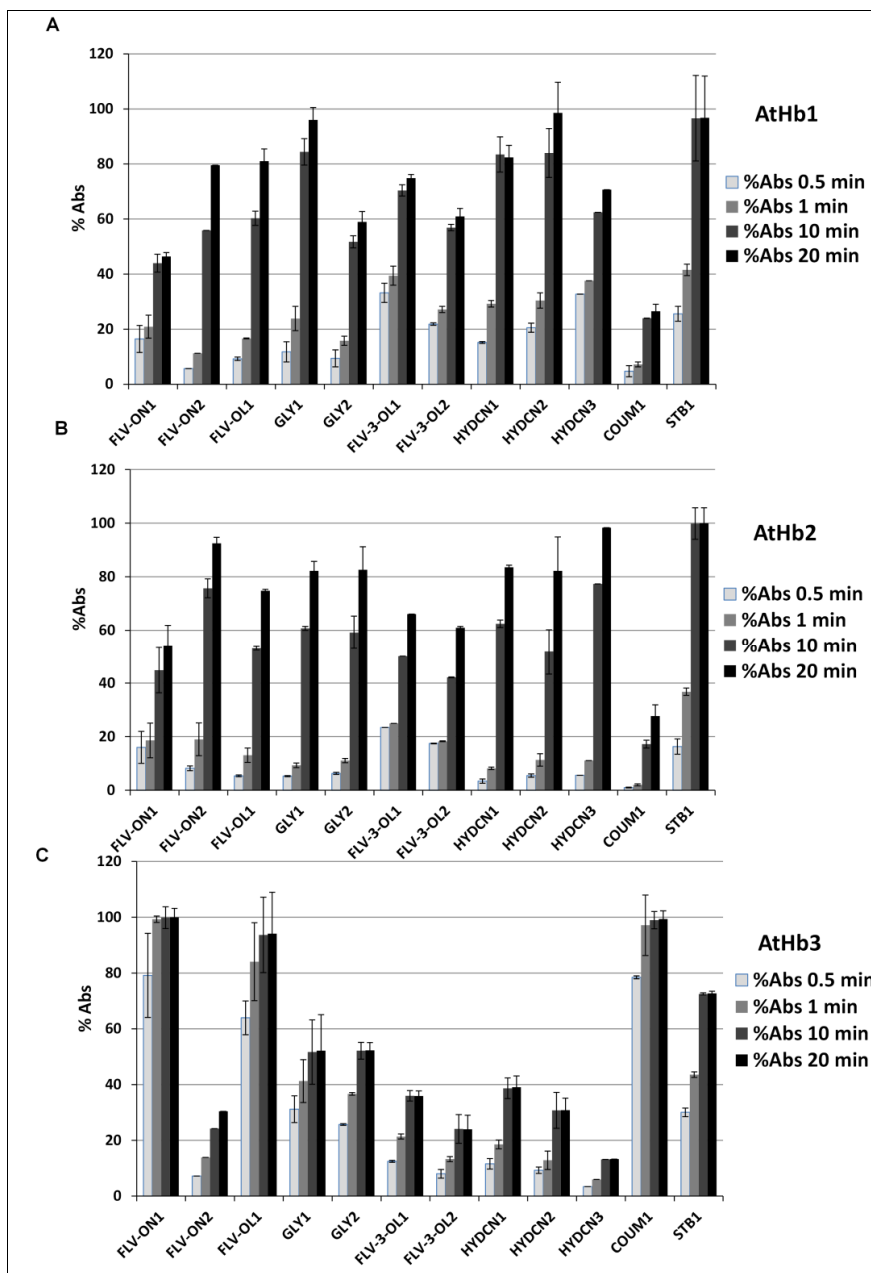 A
120
100
80
60
40
20
0
% Abs
AtHb1
%Abs 0.5 min
%Abs 1 min
%Abs 10 min
%Abs 20 min
FLV-ON1 FLV-ON2 FLV-OL1 GLY1 GLY2 FLV-3-OL1 FLV-3-OL2 HYDCN1 HYDCN2 HYDCN3 COUM1 STB1
B
120
100
80
60
40
20
0
%Abs
AtHb2
%Abs 0.5 min
%Abs 1 min
%Abs 10 min
%Abs 20 min
FLV-ON1 FLV-ON2 FLV-OL1 GLY1 GLY2 FLV-3-OL1 FLV-3-OL2 HYDCN1 HYDCN2 HYDCN3 COUM1 STB1
C
120
100
80
60
40
20
0
% Abs
AtHb3
%Abs 0.5 min
%Abs 1 min
%Abs 10 min
%Abs 20 min
FLV-ON1 FLV-ON2 FLV-OL1 GLY1 GLY2 FLV-3-OL1 FLV-3-OL2 HYDCN1 HYDCN2 HYDCN3 COUM1 STB1